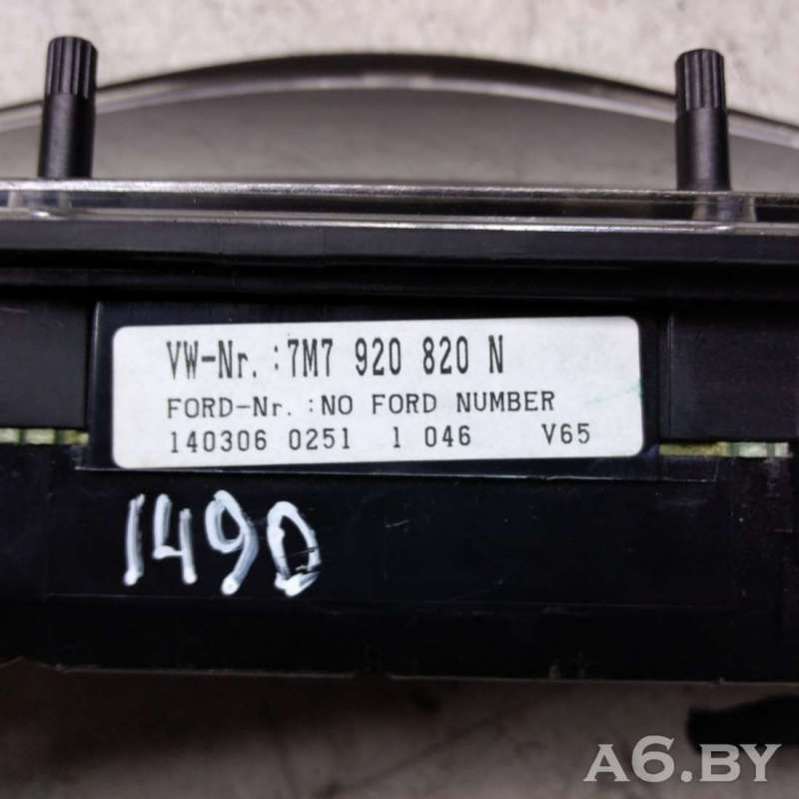 VW-Nr.:7M7 920 820 N
FORD-Nr.:NO FORD NUMBER
140306 0251 1 046 V65
1490
A6.BY